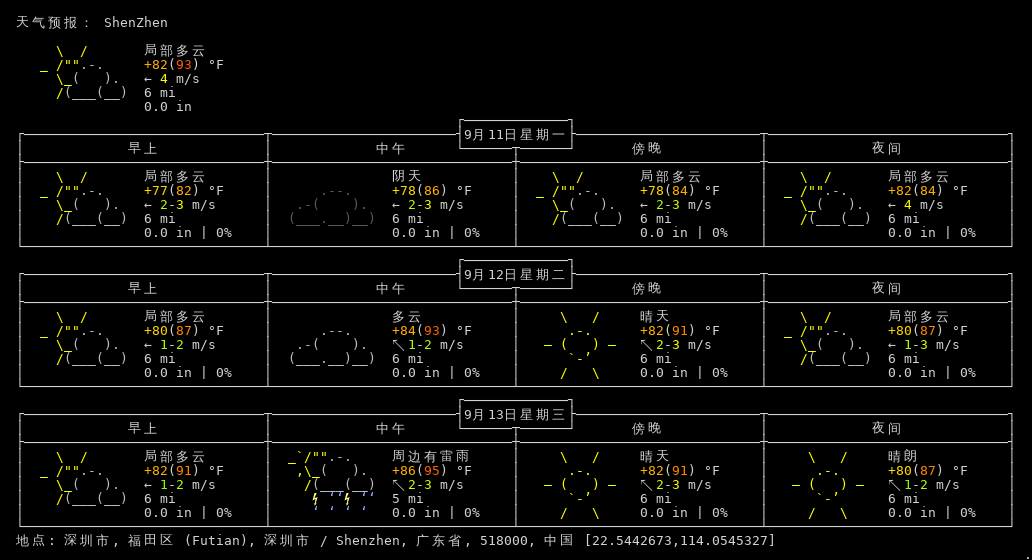 天气预报： ShenZhen
局部多云
+82(93) °F
← 4 m/s
6 mi
0.0 in
9月11日星期一
早上 中午 傍晚 夜间
局部多云 阴天 局部多云 局部多云
+77(82) °F +78(86) °F +78(84) °F +82(84) °F
← 2-3 m/s ← 2-3 m/s ← 2-3 m/s ← 4 m/s
6 mi 6 mi 6 mi 6 mi
0.0 in | 0% 0.0 in | 0% 0.0 in | 0% 0.0 in | 0%
9月12日星期二
早上 中午 傍晚 夜间
局部多云 多云 晴天 局部多云
+80(87) °F +84(93) °F +82(91) °F +80(87) °F
← 1-2 m/s ↖ 1-2 m/s ↖ 2-3 m/s ← 1-3 m/s
6 mi 6 mi 6 mi 6 mi
0.0 in | 0% 0.0 in | 0% 0.0 in | 0% 0.0 in | 0%
9月13日星期三
早上 中午 傍晚 夜间
局部多云 周边有雷雨 晴天 晴朗
+82(91) °F +86(95) °F +82(91) °F +80(87) °F
← 1-2 m/s ↖ 2-3 m/s ↖ 2-3 m/s ↖ 1-2 m/s
6 mi 5 mi 6 mi 6 mi
0.0 in | 0% 0.0 in | 0% 0.0 in | 0% 0.0 in | 0%
地点: 深圳市, 福田区 (Futian), 深圳市 / Shenzhen, 广东省, 518000, 中国 [22.5442673,114.0545327]